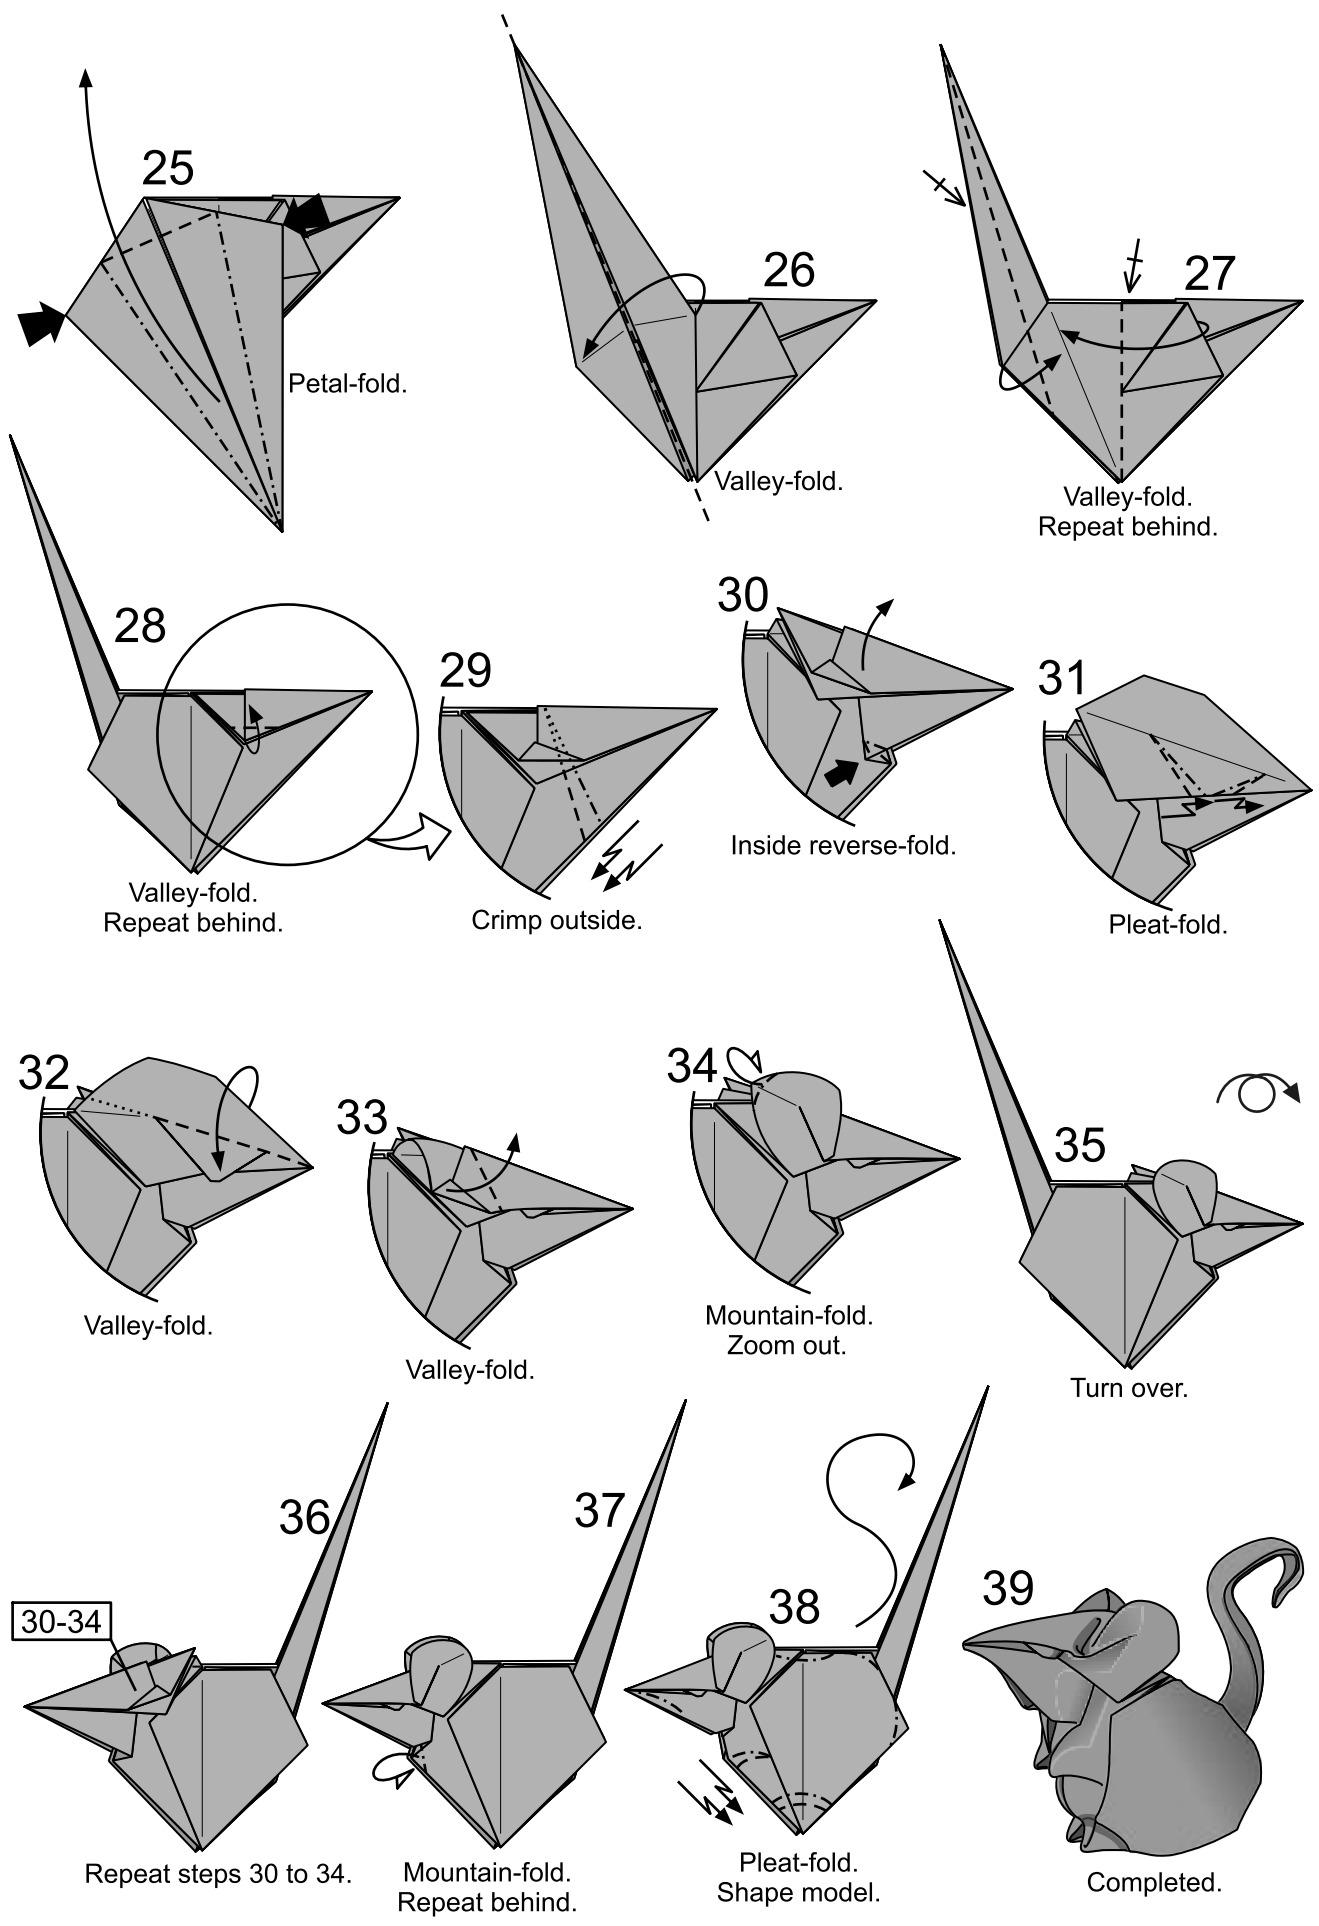 25
Petal-fold.
26
Valley-fold.
27
Valley-fold.
Repeat behind.
28
Valley-fold.
Repeat behind.
29
Crimp outside.
30
Inside reverse-fold.
31
Pleat-fold.
32
Valley-fold.
33
Valley-fold.
34
Mountain-fold.
Zoom out.
35
Turn over.
36
30-34
Repeat steps 30 to 34.
37
Mountain-fold.
Repeat behind.
38
Pleat-fold.
Shape model.
39
Completed.